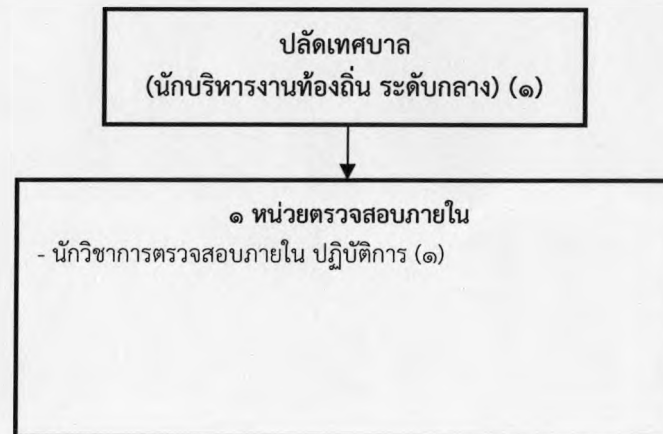 ปลัดเทศบาล
(นักบริหารงานท้องถิ่น ระดับกลาง) (๑)
๑ หน่วยตรวจสอบภายใน
- นักวิชาการตรวจสอบภายใน ปฏิบัติการ (๑)